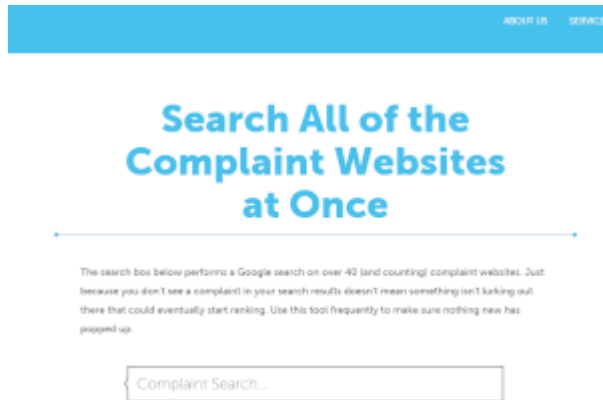 ABOUT US SERVICE
Search All of the
Complaint Websites
at Once
The search box below performs a Google search on over 40 (and counting) complaint websites. Just
because you don't see a complaint in your search results doesn't mean something isn't lurking out
there that could eventually start ranking. Use this tool frequently to make sure nothing new has
popped up.
Complaint Search...